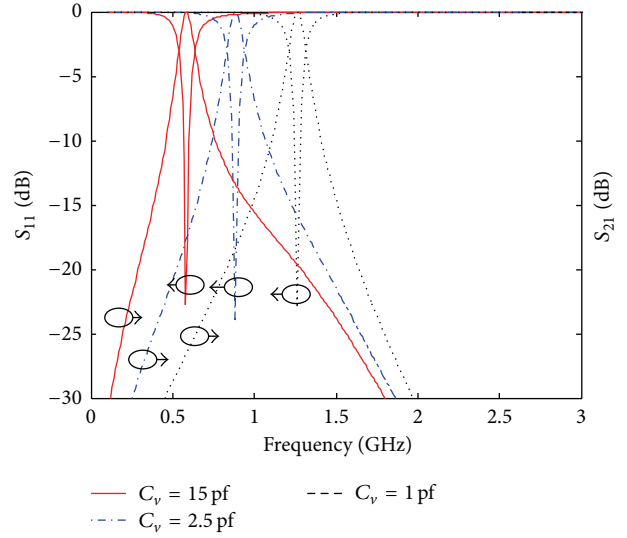 0
−5
−10
−15
−20
−25
−30
S11 (dB)
S21 (dB)
0 0.5 1 1.5 2 2.5 3
Frequency (GHz)
Cv = 15 pf
Cv = 2.5 pf
Cv = 1 pf